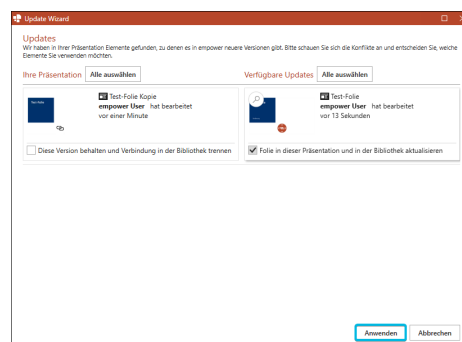 Update Wizard
Updates
Wir haben in Ihrer Präsentation Elemente gefunden, zu denen es in empower neuere Versionen gibt. Bitte schauen Sie sich die Konflikte an und entscheiden Sie, welche
Elemente Sie verwenden möchten.
Ihre Präsentation Alle auswählen
Verfügbare Updates Alle auswählen
Test-Folie Kopie
empower User hat bearbeitet
vor einer Minute
Diese Version behalten und Verbindung in der Bibliothek trennen
Test-Folie
empower User hat bearbeitet
vor 13 Sekunden
Folie in dieser Präsentation und in der Bibliothek aktualisieren
Anwenden Abbrechen